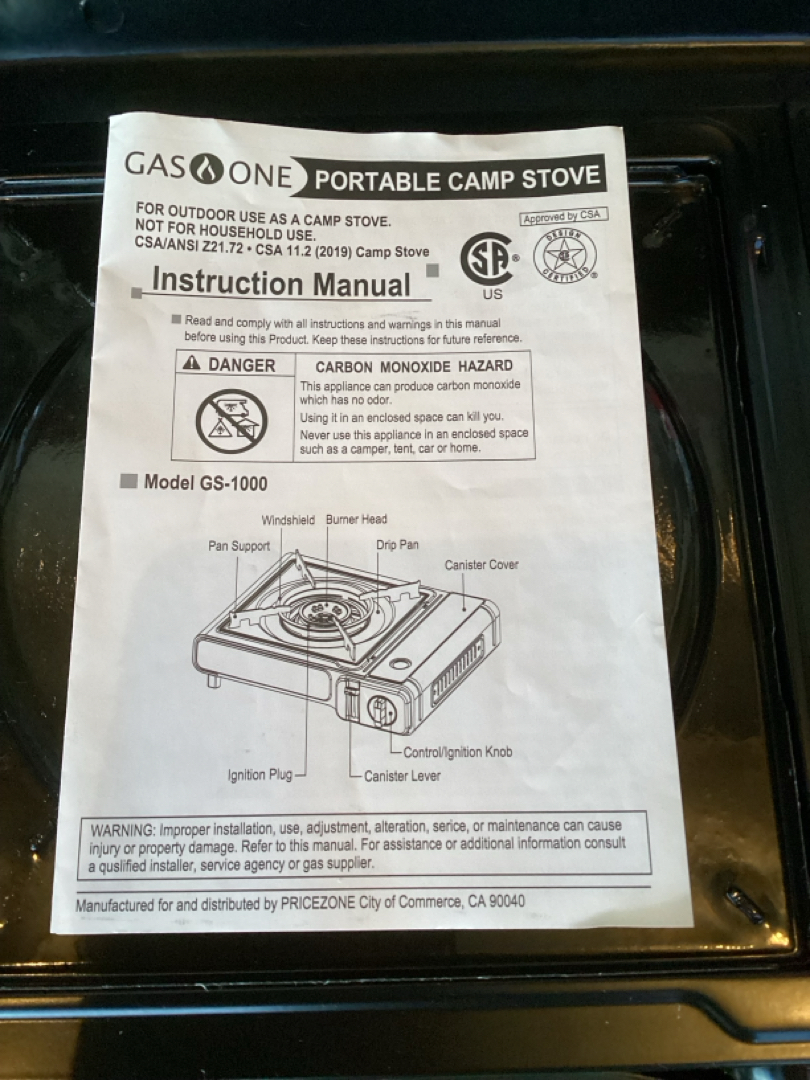 GAS ONE PORTABLE CAMP STOVE
FOR OUTDOOR USE AS A CAMP STOVE.
NOT FOR HOUSEHOLD USE.
CSA/ANSI Z21.72 • CSA 11.2 (2019) Camp Stove
Approved by CSA
SA ®
US
DESIGN
CERTIFIED ®
Instruction Manual
Read and comply with all instructions and warnings in this manual
before using this Product. Keep these instructions for future reference.
DANGER
CARBON MONOXIDE HAZARD
This appliance can produce carbon monoxide
which has no odor.
Using it in an enclosed space can kill you.
Never use this appliance in an enclosed space
such as a camper, tent, car or home.
Model GS-1000
Windshield Burner Head
Pan Support
Drip Pan
Canister Cover
Control/Ignition Knob
Ignition Plug
Canister Lever
WARNING: Improper installation, use, adjustment, alteration, serice, or maintenance can cause
injury or property damage. Refer to this manual. For assistance or additional information consult
a quslified installer, service agency or gas supplier.
Manufactured for and distributed by PRICEZONE City of Commerce, CA 90040